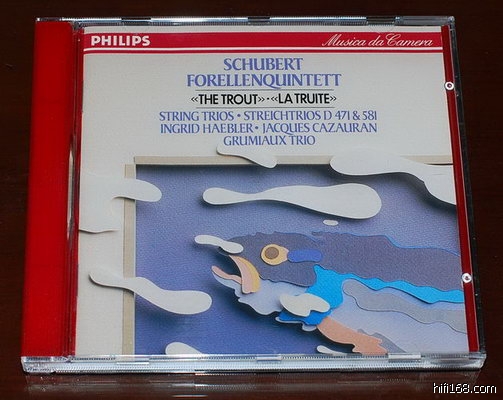 PHILIPS
Musica da Camera
SCHUBERT
FORELLENQUINTETT
«THE TROUT»·«LA TRUITE»
STRING TRIOS • STREICHTRIOS D 471 & 581
INGRID HAEBLER • JACQUES CAZAURAN
GRUMIAUX TRIO
hifi168.com